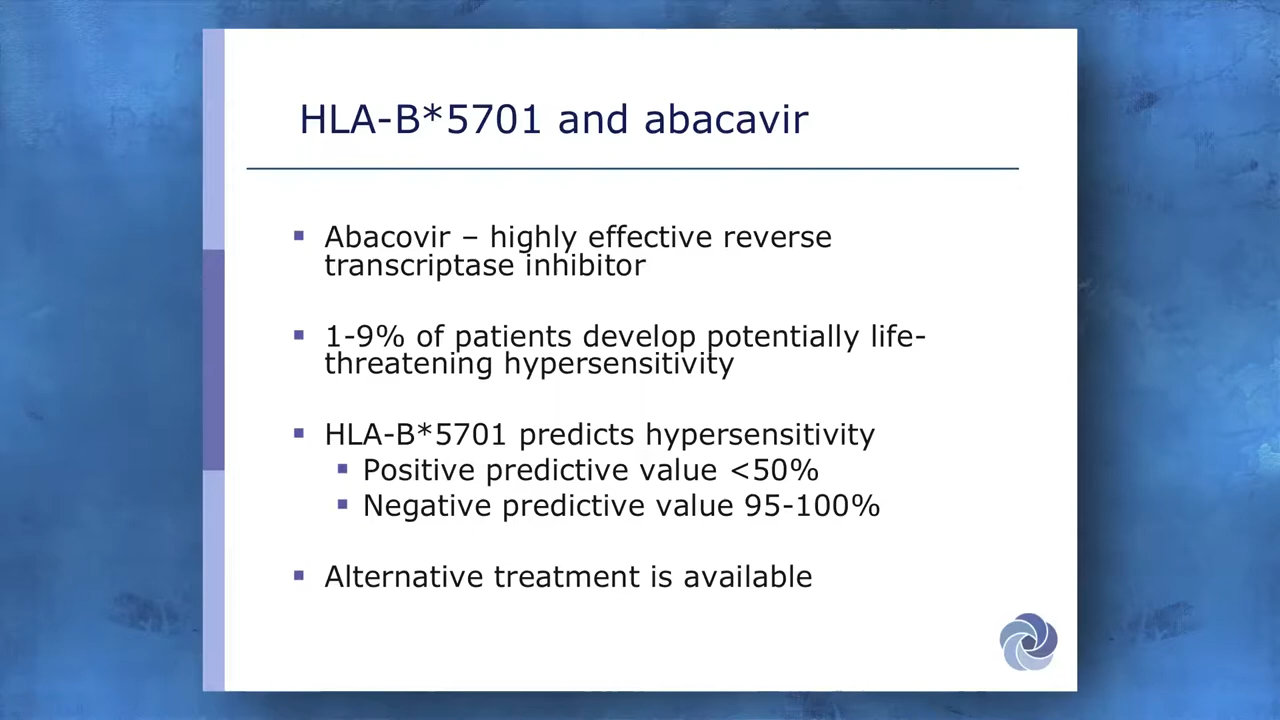 HLA-B*5701 and abacavir
▪ Abacovir – highly effective reverse
transcriptase inhibitor
▪ 1-9% of patients develop potentially life-
threatening hypersensitivity
▪ HLA-B*5701 predicts hypersensitivity
▪ Positive predictive value <50%
▪ Negative predictive value 95-100%
▪ Alternative treatment is available